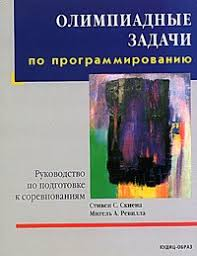 ОЛИМПИАДНЫЕ
ЗАДАЧИ
по программированию
Руководство
по подготовке
к соревнованиям
Стивен С. Скиена
Мигель А. Ревилла
КУДИЦ-ОБРАЗ